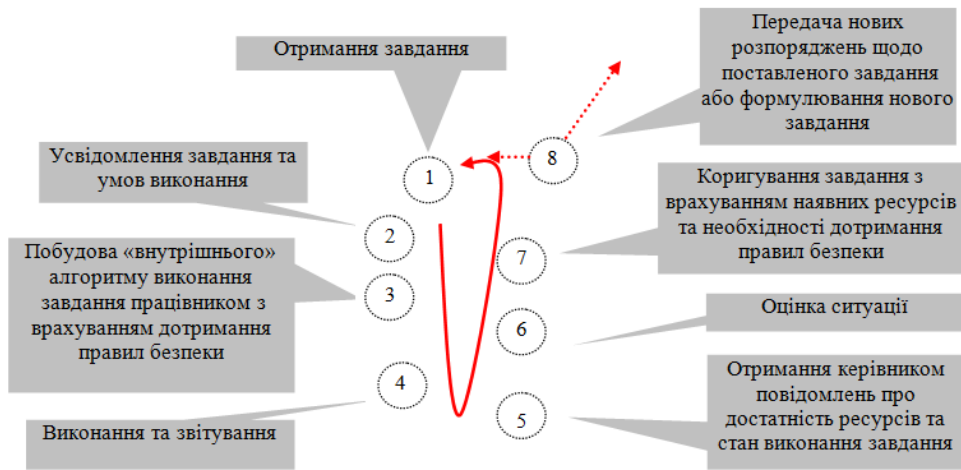 Отримання завдання
Передача нових
розпоряджень щодо
поставленого завдання
або формулювання нового
завдання
8
Усвідомлення завдання та
умов виконання
1
Коригування завдання з
врахуванням наявних ресурсів
та необхідності дотримання
правил безпеки
2
7
Побудова «внутрішнього»
алгоритму виконання
завдання працівником з
врахуванням дотримання
правил безпеки
3
6
Оцінка ситуації
4
5
Отримання керівником
повідомлень про
достатність ресурсів та
стан виконання завдання
Виконання та звітування